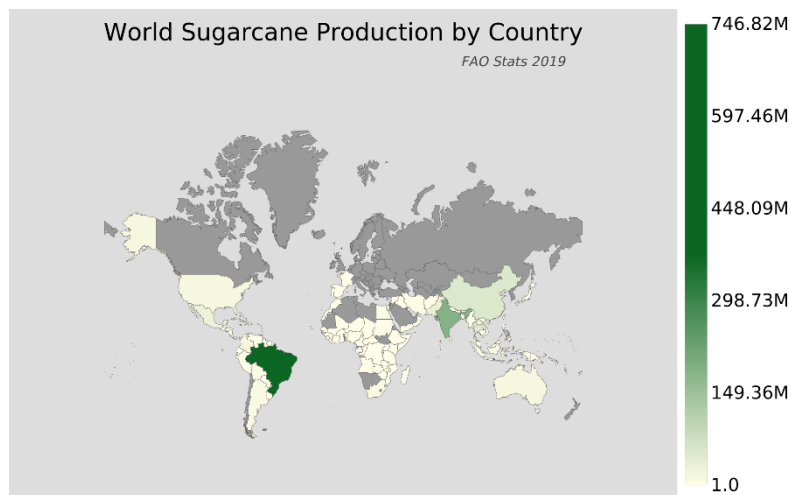 World Sugarcane Production by Country
FAO Stats 2019
746.82M
597.46M
448.09M
298.73M
149.36M
1.0